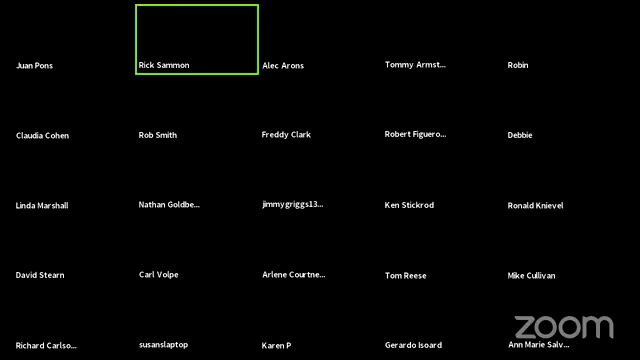 Juan Pons
Rick Sammon
Alec Arons
Tommy Armst...
Robin
Claudia Cohen
Rob Smith
Freddy Clark
Robert Figuero...
Debbie
Linda Marshall
Nathan Goldbe...
jimmygriggs13...
Ken Stickrod
Ronald Knievel
David Stearn
Carl Volpe
Arlene Courtne...
Tom Reese
Mike Cullivan
Richard Carlso...
susanslaptop
Karen P
Gerardo Isoard
Ann Marie Salv...
zoom